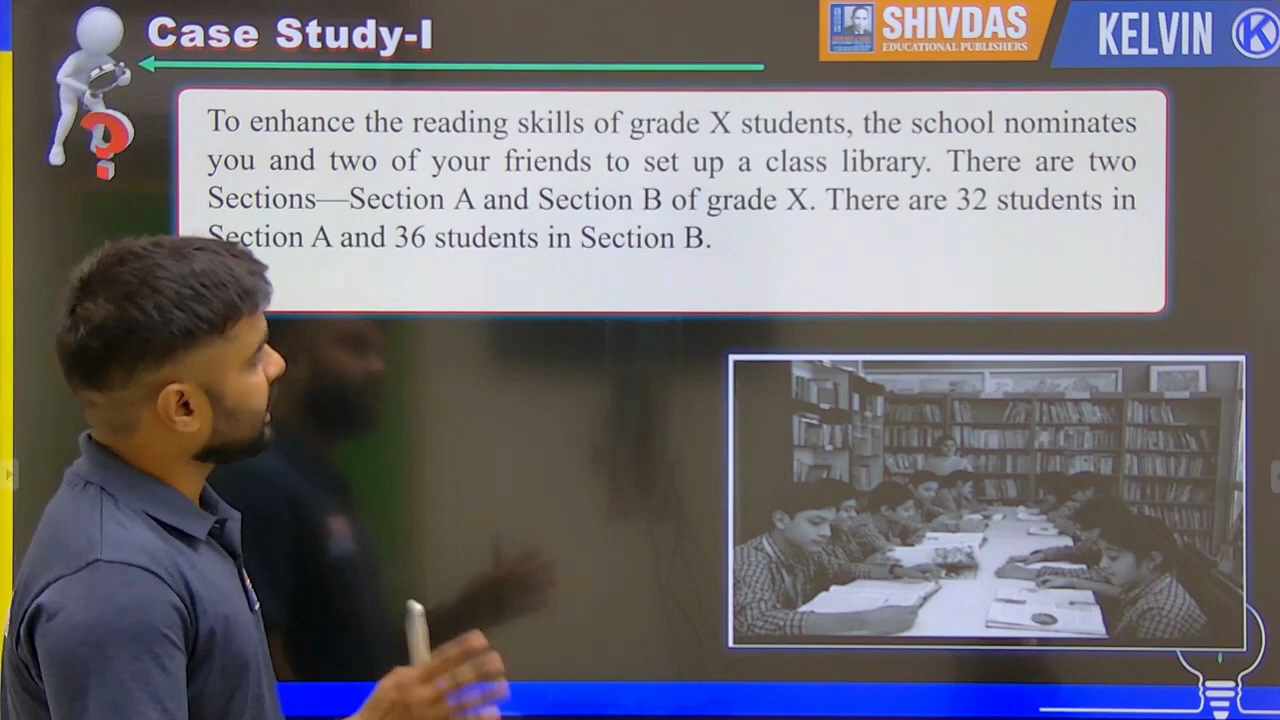 Case Study-I
SHIVDAS
EDUCATIONAL PUBLISHERS
KELVIN
K
To enhance the reading skills of grade X students, the school nominates
you and two of your friends to set up a class library. There are two
Sections—Section A and Section B of grade X. There are 32 students in
Section A and 36 students in Section B.
?